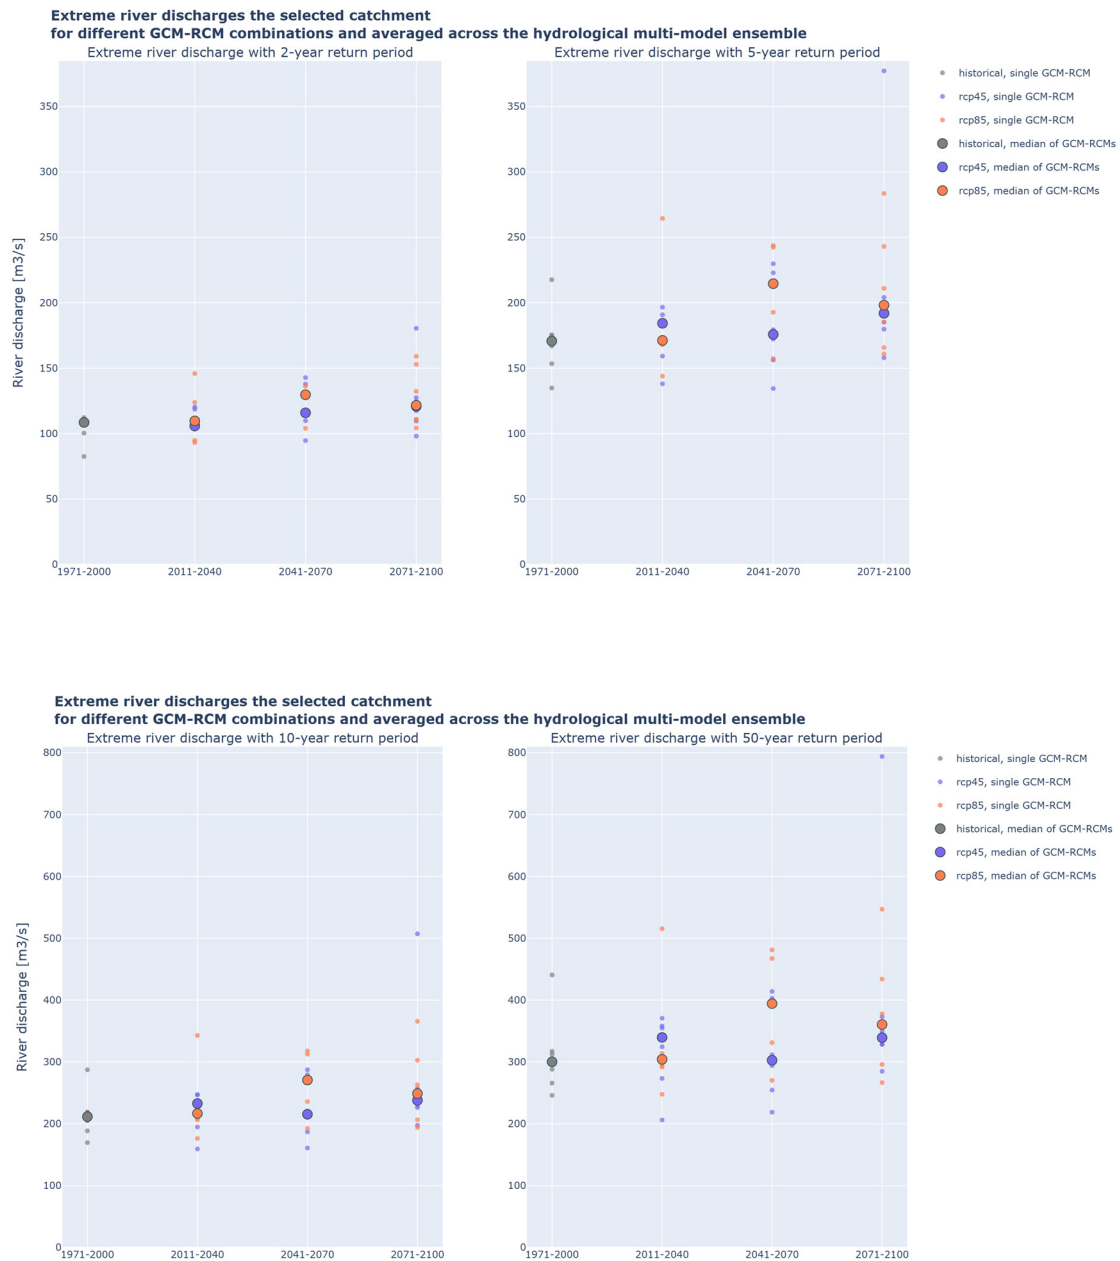 Extreme river discharges the selected catchment
for different GCM-RCM combinations and averaged across the hydrological multi-model ensemble
Extreme river discharge with 2-year return period
Extreme river discharge with 5-year return period
River discharge [m3/s]
350
300
250
200
150
100
50
0
1971-2000
2011-2040
2041-2070
2071-2100
350
300
250
200
150
100
50
0
1971-2000
2011-2040
2041-2070
2071-2100
historical, single GCM-RCM
rcp45, single GCM-RCM
rcp85, single GCM-RCM
historical, median of GCM-RCMs
rcp45, median of GCM-RCMs
rcp85, median of GCM-RCMs
Extreme river discharges the selected catchment
for different GCM-RCM combinations and averaged across the hydrological multi-model ensemble
Extreme river discharge with 10-year return period
Extreme river discharge with 50-year return period
River discharge [m3/s]
800
700
600
500
400
300
200
100
0
1971-2000
2011-2040
2041-2070
2071-2100
800
700
600
500
400
300
200
100
0
1971-2000
2011-2040
2041-2070
2071-2100
historical, single GCM-RCM
rcp45, single GCM-RCM
rcp85, single GCM-RCM
historical, median of GCM-RCMs
rcp45, median of GCM-RCMs
rcp85, median of GCM-RCMs